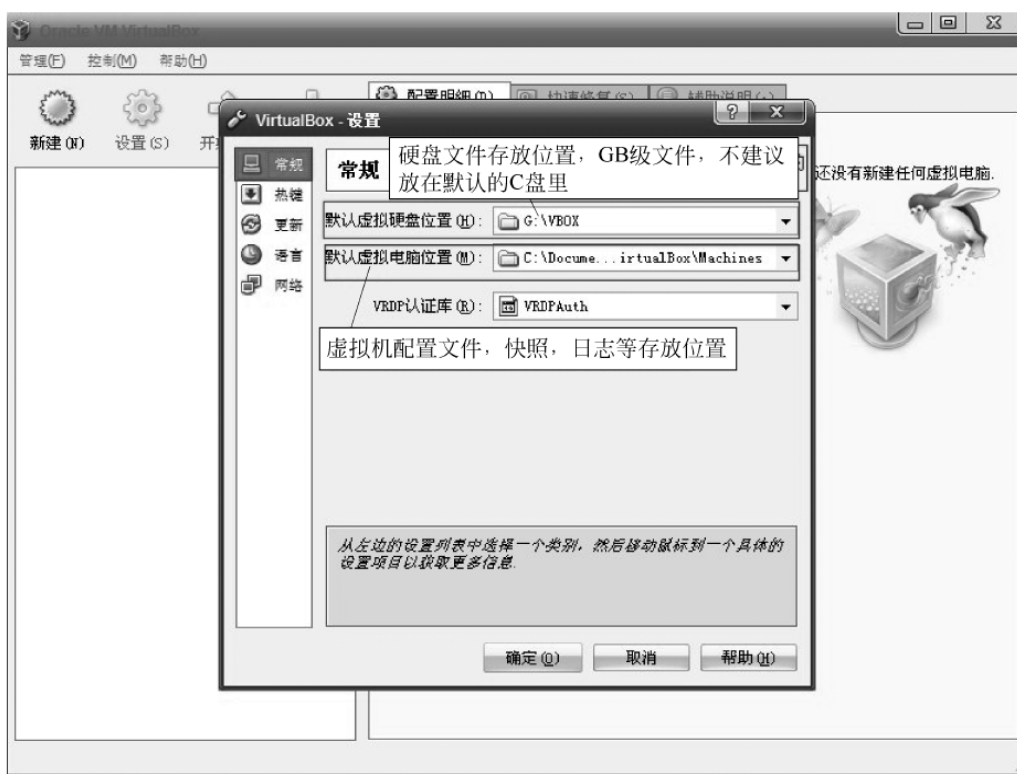 Oracle VM VirtualBox
管理(F) 控制(M) 帮助(H)
新建(N) 设置(S)
配置明细(D) 快速修复(S) 辅助说明
还没有新建任何虚拟电脑.
VirtualBox - 设置
常规
热键
更新
语言
网络
常规
硬盘文件存放位置，GB级文件，不建议
放在默认的C盘里
默认虚拟硬盘位置(H): G:\VBOX
默认虚拟电脑位置(M): C:\Docume...irtualBox\Machines
VRDP认证库(R): VRDPAuth
虚拟机配置文件，快照，日志等存放位置
从左边的设置列表中选择一个类别，然后移动鼠标到一个具体的
设置项目以获取更多信息.
确定(O) 取消 帮助(H)